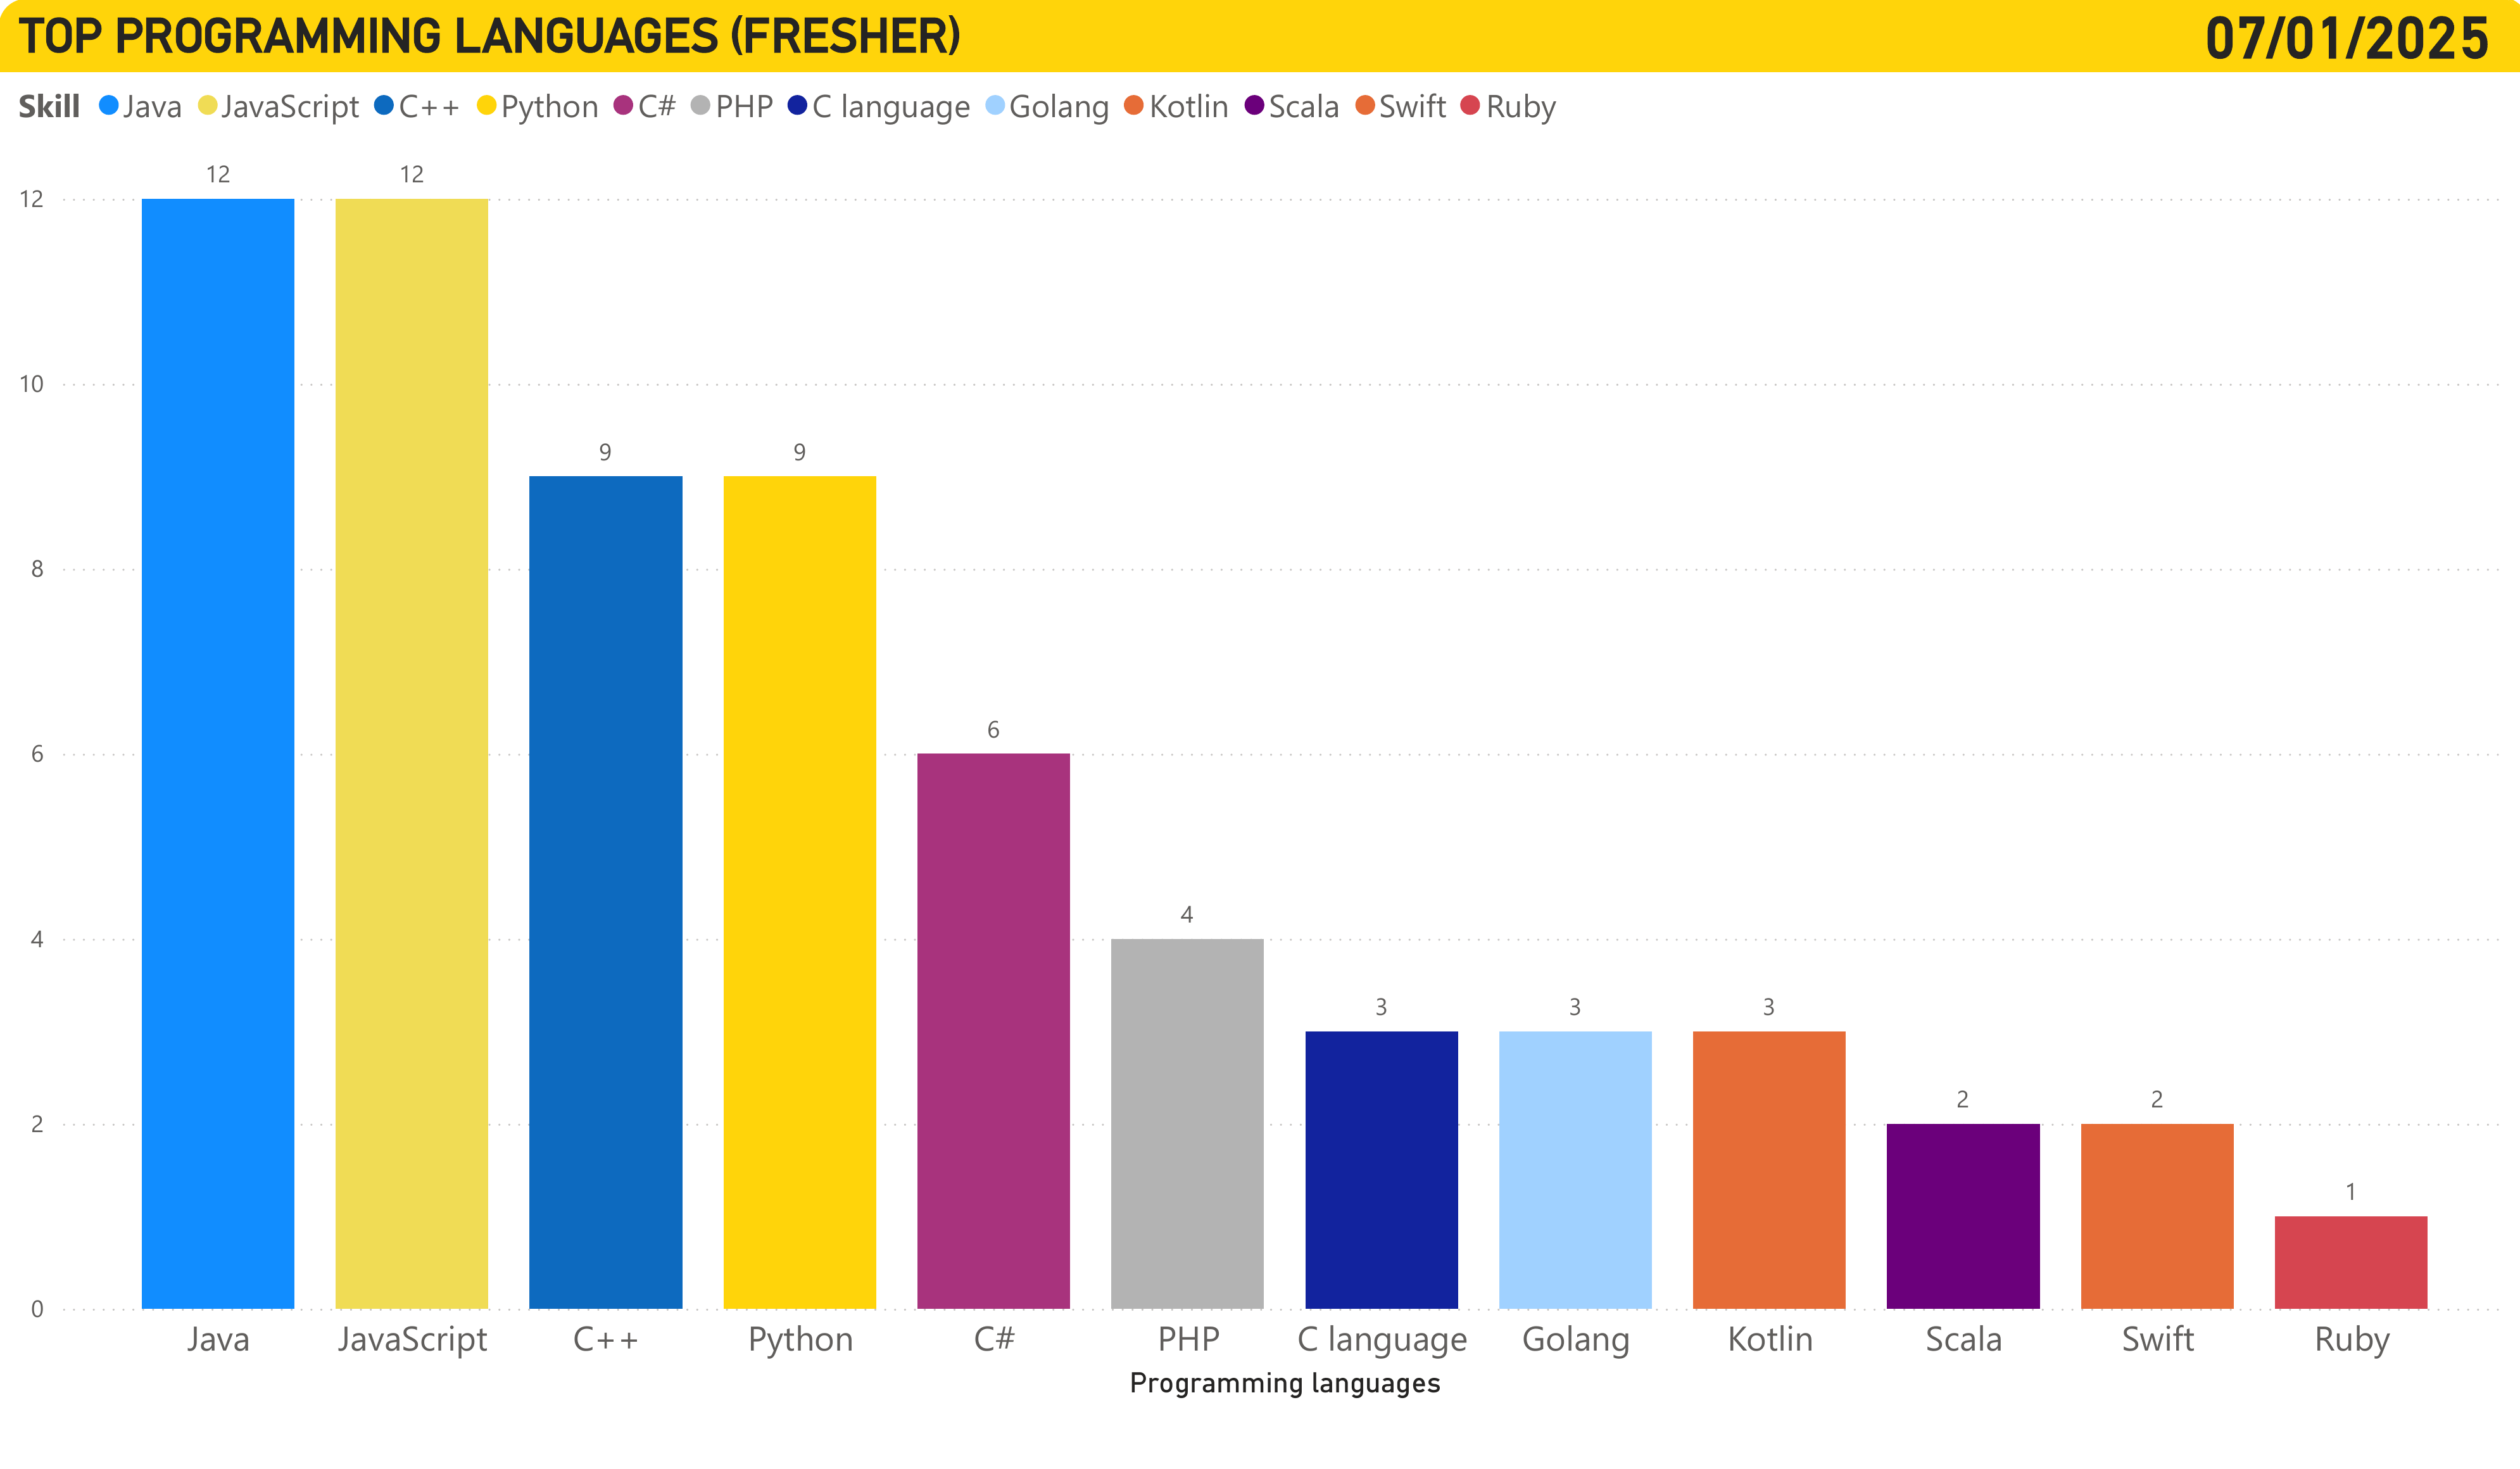 TOP PROGRAMMING LANGUAGES (FRESHER) 07/01/2025
Skill Java JavaScript C++ Python C# PHP C language Golang Kotlin Scala Swift Ruby
12 12
12
10
9 9
8
6
6
4
4
3 3 3
2 2
2
1
0
Java JavaScript C++ Python C# PHP C language Golang Kotlin Scala Swift Ruby
Programming languages